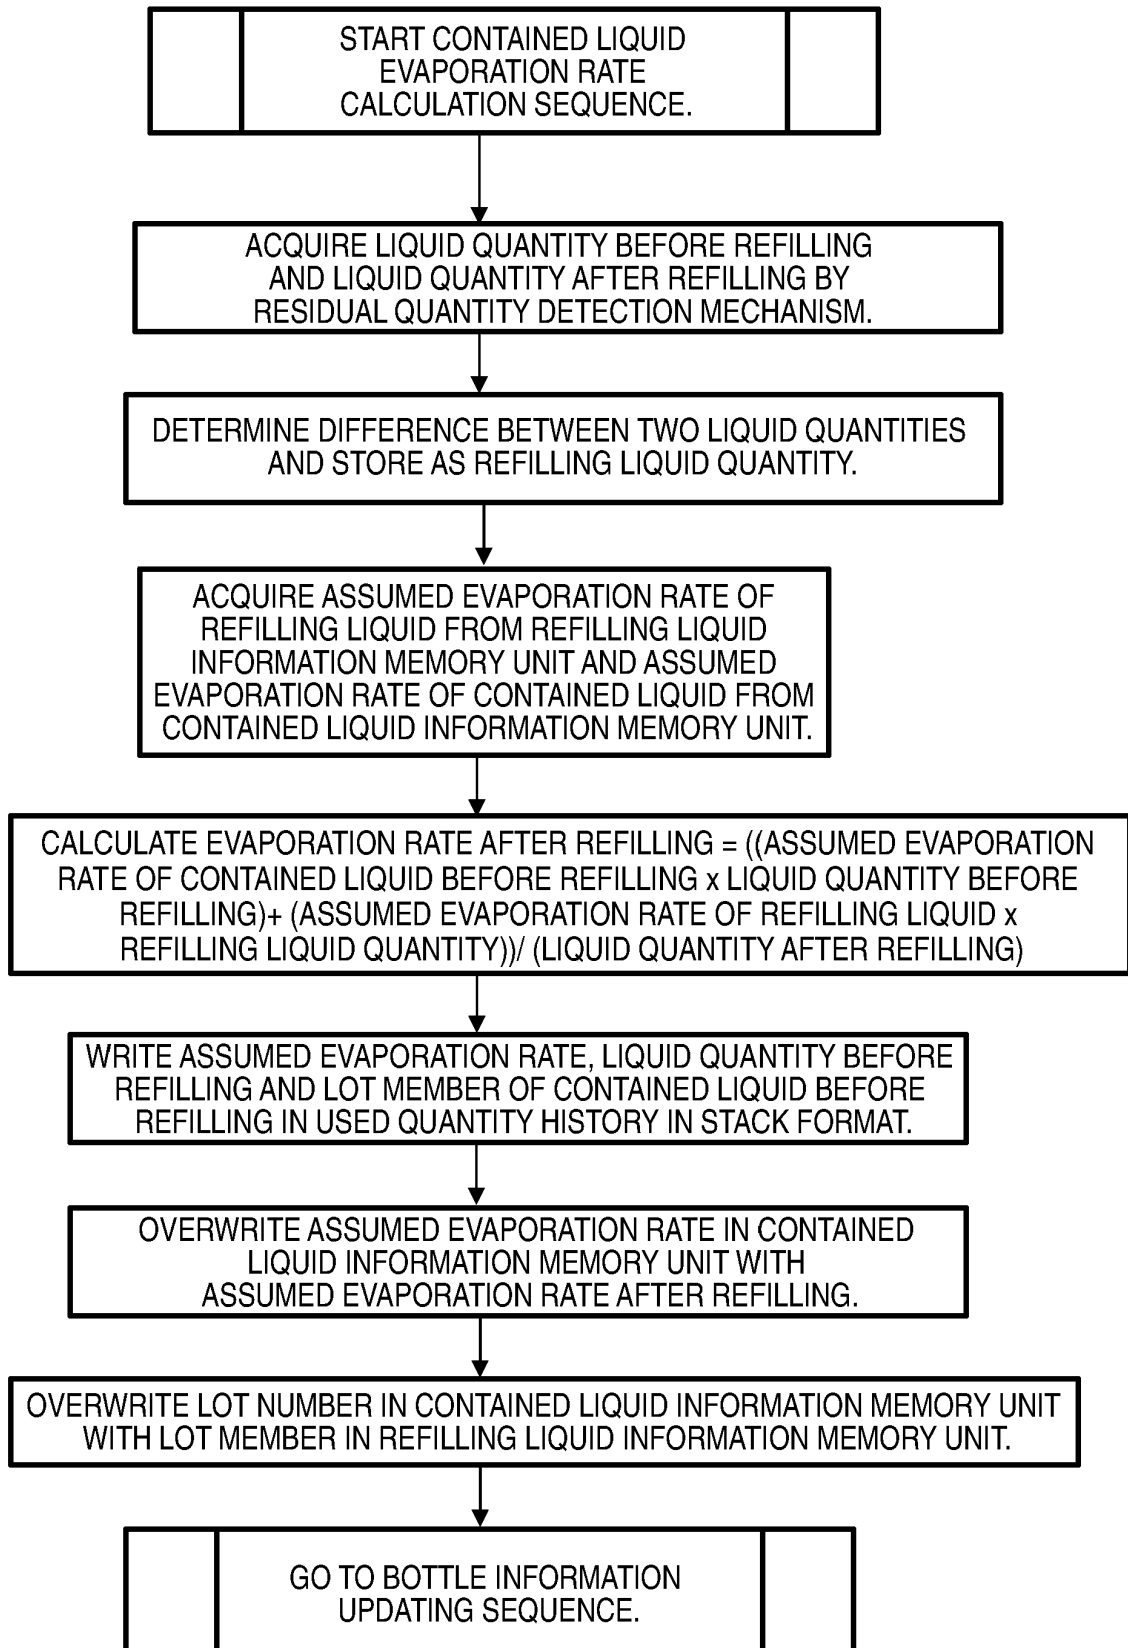 START CONTAINED LIQUID
EVAPORATION RATE
CALCULATION SEQUENCE.
ACQUIRE LIQUID QUANTITY BEFORE REFILLING
AND LIQUID QUANTITY AFTER REFILLING BY
RESIDUAL QUANTITY DETECTION MECHANISM.
DETERMINE DIFFERENCE BETWEEN TWO LIQUID QUANTITIES
AND STORE AS REFILLING LIQUID QUANTITY.
ACQUIRE ASSUMED EVAPORATION RATE OF
REFILLING LIQUID FROM REFILLING LIQUID
INFORMATION MEMORY UNIT AND ASSUMED
EVAPORATION RATE OF CONTAINED LIQUID FROM
CONTAINED LIQUID INFORMATION MEMORY UNIT.
CALCULATE EVAPORATION RATE AFTER REFILLING = ((ASSUMED EVAPORATION
RATE OF CONTAINED LIQUID BEFORE REFILLING x LIQUID QUANTITY BEFORE
REFILLING)+ (ASSUMED EVAPORATION RATE OF REFILLING LIQUID x
REFILLING LIQUID QUANTITY))/ (LIQUID QUANTITY AFTER REFILLING)
WRITE ASSUMED EVAPORATION RATE, LIQUID QUANTITY BEFORE
REFILLING AND LOT MEMBER OF CONTAINED LIQUID BEFORE
REFILLING IN USED QUANTITY HISTORY IN STACK FORMAT.
OVERWRITE ASSUMED EVAPORATION RATE IN CONTAINED
LIQUID INFORMATION MEMORY UNIT WITH
ASSUMED EVAPORATION RATE AFTER REFILLING.
OVERWRITE LOT NUMBER IN CONTAINED LIQUID INFORMATION MEMORY UNIT
WITH LOT MEMBER IN REFILLING LIQUID INFORMATION MEMORY UNIT.
GO TO BOTTLE INFORMATION
UPDATING SEQUENCE.